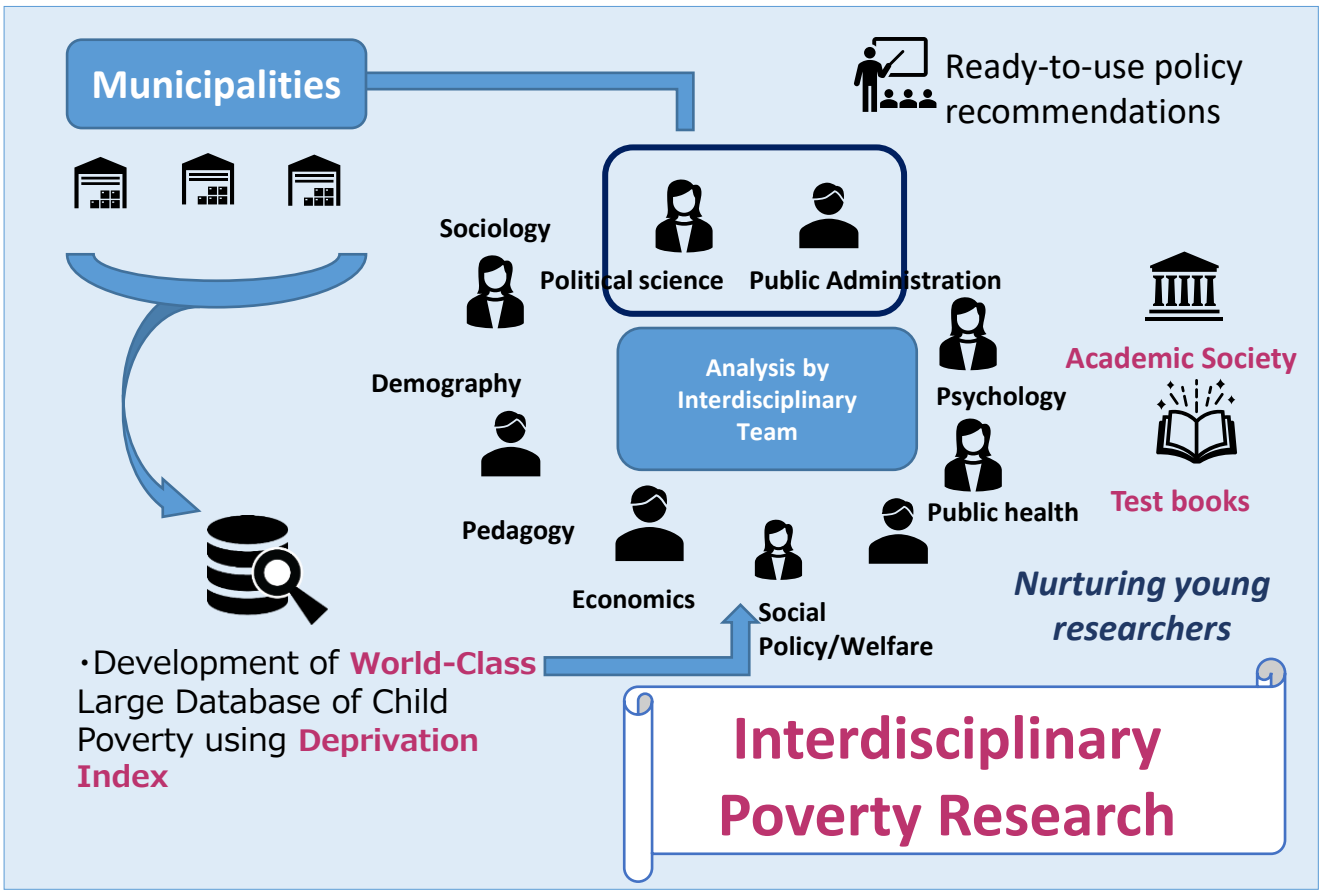 Municipalities
Ready-to-use policy
recommendations
Sociology
Political science
Public Administration
Demography
Analysis by
Interdisciplinary
Team
Psychology
Academic Society
Test books
Pedagogy
Public health
Economics
Social
Policy/Welfare
Nurturing young
researchers
・Development of World-Class
Large Database of Child
Poverty using Deprivation
Index
Interdisciplinary
Poverty Research